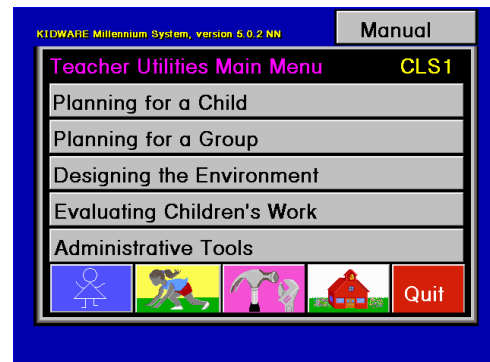 KIDWARE Millennium System, version 5.0.2 NN
Manual
Teacher Utilities Main Menu CLS1
Planning for a Child
Planning for a Group
Designing the Environment
Evaluating Children's Work
Administrative Tools
Quit